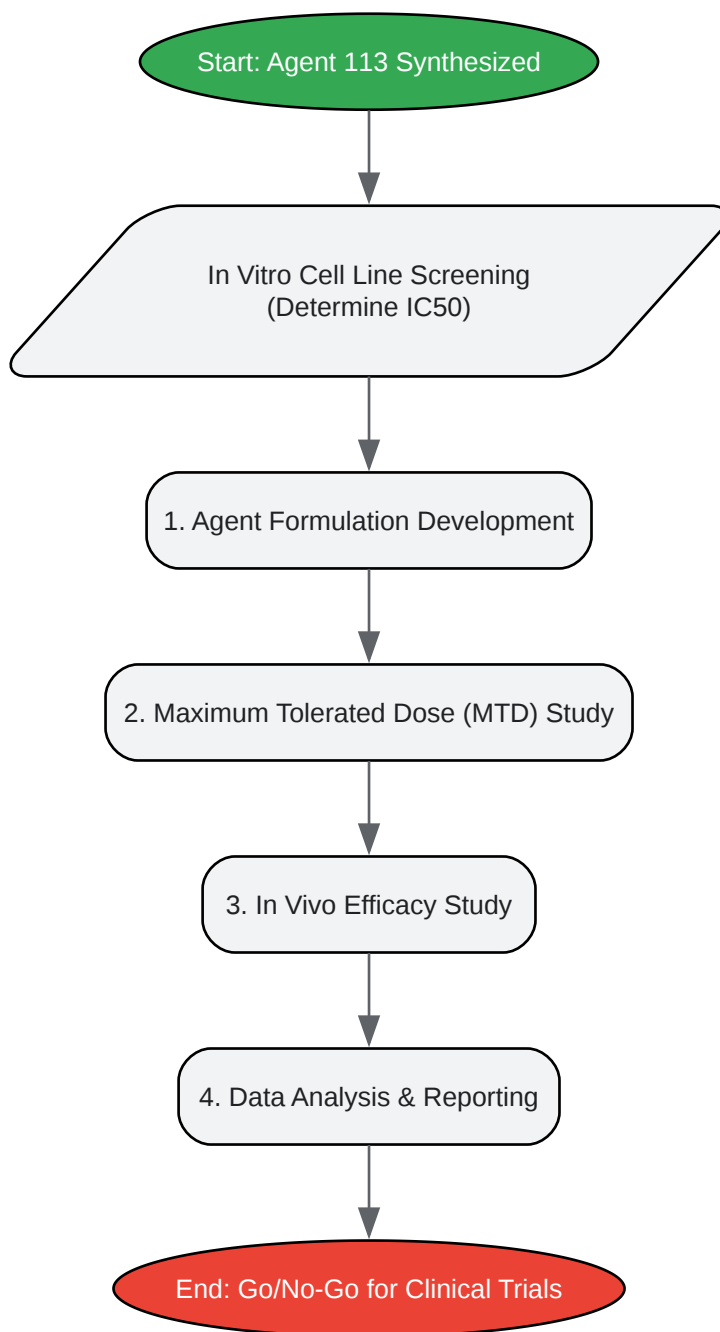 Start: Agent 113 Synthesized
In Vitro Cell Line Screening
(Determine IC50)
1. Agent Formulation Development
2. Maximum Tolerated Dose (MTD) Study
3. In Vivo Efficacy Study
4. Data Analysis & Reporting
End: Go/No-Go for Clinical Trials